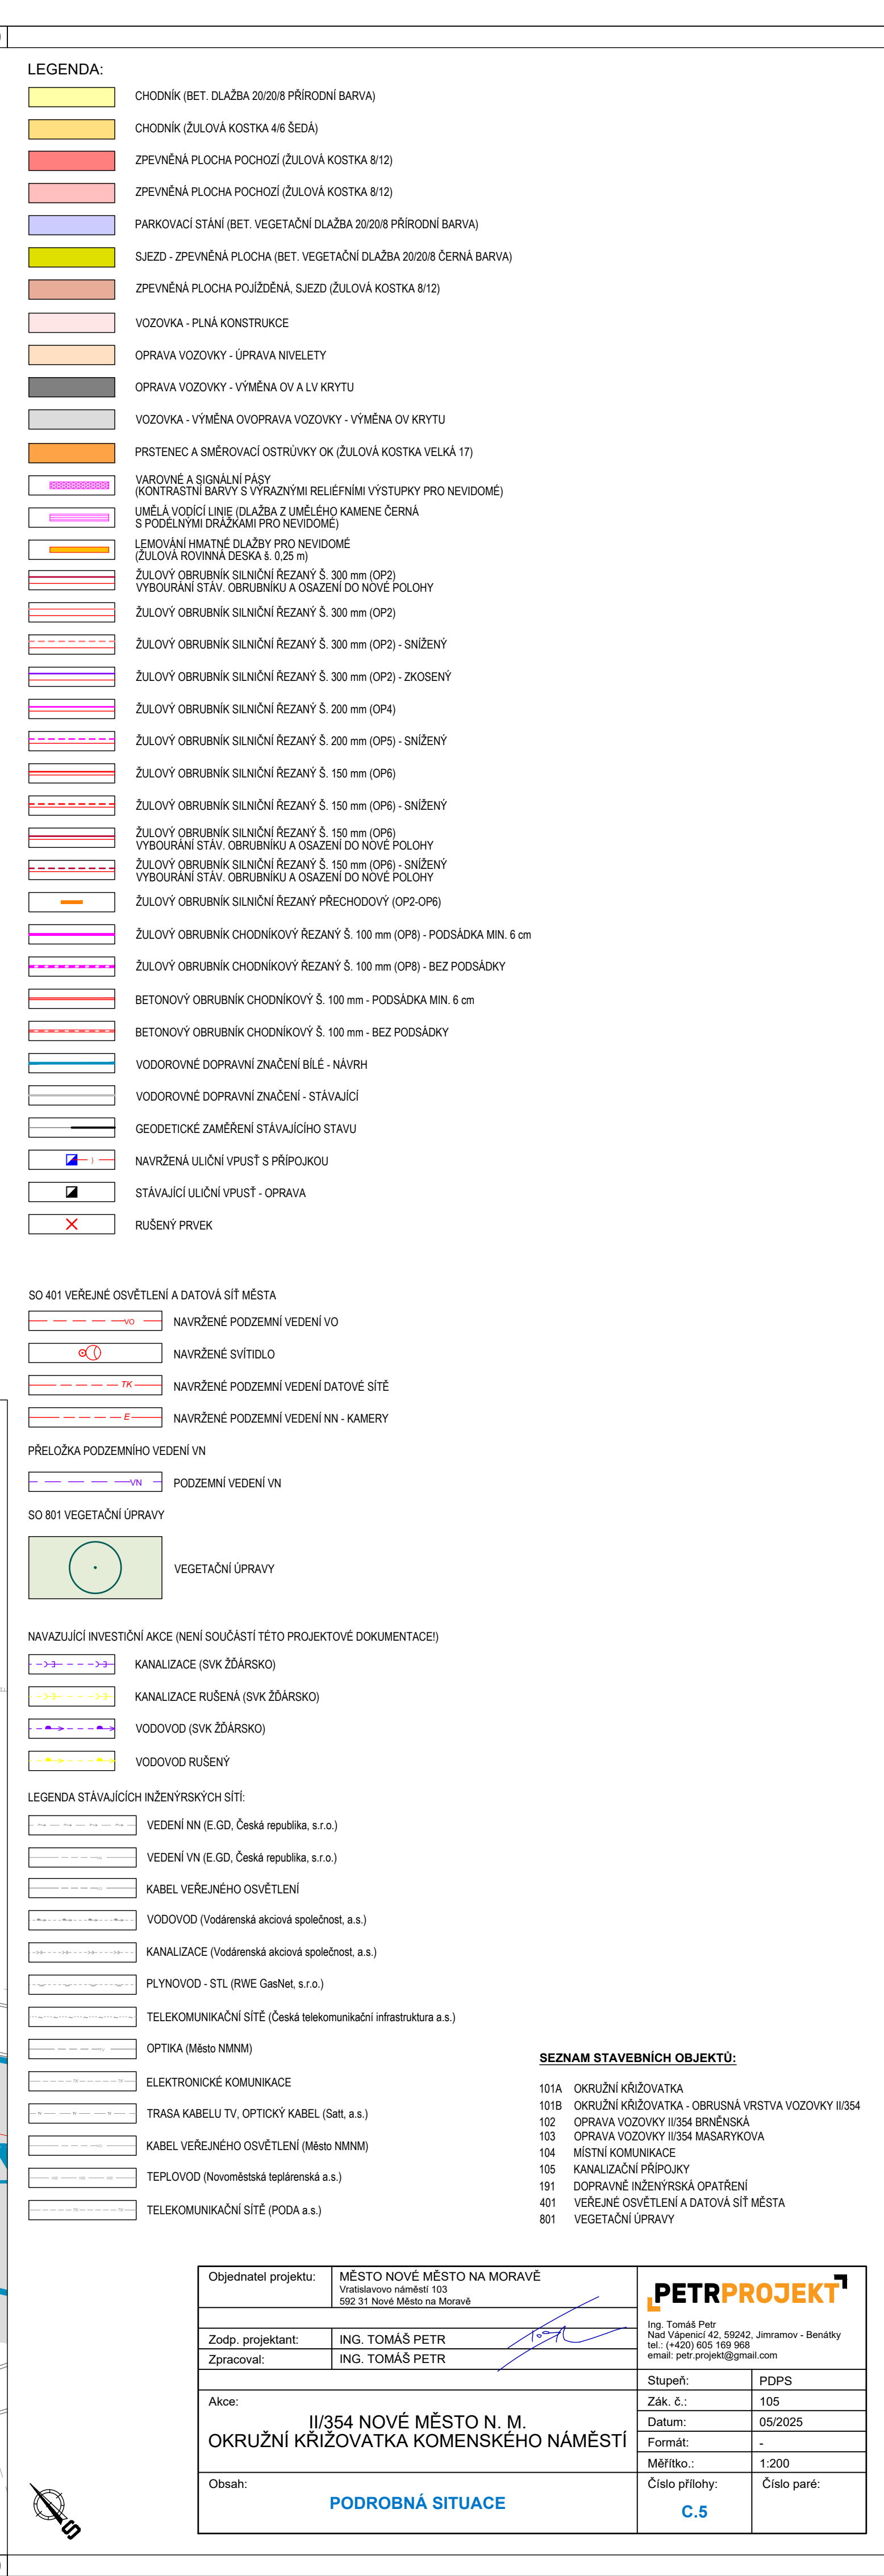 LEGENDA:
CHODNÍK (BET. DLAŽBA 20/20/8 PŘÍRODNÍ BARVA)
CHODNÍK (ŽULOVÁ KOSTKA 4/6 ŠEDÁ)
ZPEVNĚNÁ PLOCHA POCHOZÍ (ŽULOVÁ KOSTKA 8/12)
ZPEVNĚNÁ PLOCHA POCHOZÍ (ŽULOVÁ KOSTKA 8/12)
PARKOVACÍ STÁNÍ (BET. VEGETAČNÍ DLAŽBA 20/20/8 PŘÍRODNÍ BARVA)
SJEZD - ZPEVNĚNÁ PLOCHA (BET. VEGETAČNÍ DLAŽBA 20/20/8 ČERNÁ BARVA)
ZPEVNĚNÁ PLOCHA POJÍŽDĚNÁ, SJEZD (ŽULOVÁ KOSTKA 8/12)
VOZOVKA - PLNÁ KONSTRUKCE
OPRAVA VOZOVKY - ÚPRAVA NIVELETY
OPRAVA VOZOVKY - VÝMĚNA OV A LV KRYTU
VOZOVKA - VÝMĚNA OVOPRAVA VOZOVKY - VÝMĚNA OV KRYTU
PRSTENEC A SMĚROVACÍ OSTRŮVKY OK (ŽULOVÁ KOSTKA VELKÁ 17)
VAROVNÉ A SIGNÁLNÍ PÁSY
(KONTRASTNÍ BARVY S VÝRAZNÝMI RELIÉFNÍMI VÝSTUPKY PRO NEVIDOMÉ)
UMĚLÁ VODÍCÍ LINIE (DLAŽBA Z UMĚLÉHO KAMENE ČERNÁ
S PODÉLNÝMI DRÁŽKAMI PRO NEVIDOMÉ)
LEMOVÁNÍ HMATNÉ DLAŽBY PRO NEVIDOMÉ
(ŽULOVÁ ROVINNÁ DESKA š. 0,25 m)
ŽULOVÝ OBRUBNÍK SILNIČNÍ ŘEZANÝ Š. 300 mm (OP2)
VYBOURÁNÍ STÁV. OBRUBNÍKU A OSAZENÍ DO NOVÉ POLOHY
ŽULOVÝ OBRUBNÍK SILNIČNÍ ŘEZANÝ Š. 300 mm (OP2)
ŽULOVÝ OBRUBNÍK SILNIČNÍ ŘEZANÝ Š. 300 mm (OP2) - SNÍŽENÝ
ŽULOVÝ OBRUBNÍK SILNIČNÍ ŘEZANÝ Š. 300 mm (OP2) - ZKOSENÝ
ŽULOVÝ OBRUBNÍK SILNIČNÍ ŘEZANÝ Š. 200 mm (OP4)
ŽULOVÝ OBRUBNÍK SILNIČNÍ ŘEZANÝ Š. 200 mm (OP5) - SNÍŽENÝ
ŽULOVÝ OBRUBNÍK SILNIČNÍ ŘEZANÝ Š. 150 mm (OP6)
ŽULOVÝ OBRUBNÍK SILNIČNÍ ŘEZANÝ Š. 150 mm (OP6) - SNÍŽENÝ
ŽULOVÝ OBRUBNÍK SILNIČNÍ ŘEZANÝ Š. 150 mm (OP6)
VYBOURÁNÍ STÁV. OBRUBNÍKU A OSAZENÍ DO NOVÉ POLOHY
ŽULOVÝ OBRUBNÍK SILNIČNÍ ŘEZANÝ Š. 150 mm (OP6) - SNÍŽENÝ
VYBOURÁNÍ STÁV. OBRUBNÍKU A OSAZENÍ DO NOVÉ POLOHY
ŽULOVÝ OBRUBNÍK SILNIČNÍ ŘEZANÝ PŘECHODOVÝ (OP2-OP6)
ŽULOVÝ OBRUBNÍK CHODNÍKOVÝ ŘEZANÝ Š. 100 mm (OP8) - PODSÁDKA MIN. 6 cm
ŽULOVÝ OBRUBNÍK CHODNÍKOVÝ ŘEZANÝ Š. 100 mm (OP8) - BEZ PODSÁDKY
BETONOVÝ OBRUBNÍK CHODNÍKOVÝ Š. 100 mm - PODSÁDKA MIN. 6 cm
BETONOVÝ OBRUBNÍK CHODNÍKOVÝ Š. 100 mm - BEZ PODSÁDKY
VODOROVNÉ DOPRAVNÍ ZNAČENÍ BÍLÉ - NÁVRH
VODOROVNÉ DOPRAVNÍ ZNAČENÍ - STÁVAJÍCÍ
GEODETICKÉ ZAMĚŘENÍ STÁVAJÍCÍHO STAVU
NAVRŽENÁ ULIČNÍ VPUSŤ S PŘÍPOJKOU
STÁVAJÍCÍ ULIČNÍ VPUSŤ - OPRAVA
RUŠENÝ PRVEK
SO 401 VEŘEJNÉ OSVĚTLENÍ A DATOVÁ SÍŤ MĚSTA
VO NAVRŽENÉ PODZEMNÍ VEDENÍ VO
NAVRŽENÉ SVÍTIDLO
TK NAVRŽENÉ PODZEMNÍ VEDENÍ DATOVÉ SÍTĚ
E NAVRŽENÉ PODZEMNÍ VEDENÍ NN - KAMERY
PŘELOŽKA PODZEMNÍHO VEDENÍ VN
VN PODZEMNÍ VEDENÍ VN
SO 801 VEGETAČNÍ ÚPRAVY
VEGETAČNÍ ÚPRAVY
NAVAZUJÍCÍ INVESTIČNÍ AKCE (NENÍ SOUČÁSTÍ TÉTO PROJEKTOVÉ DOKUMENTACE!)
KANALIZACE (SVK ŽĎÁRSKO)
KANALIZACE RUŠENÁ (SVK ŽĎÁRSKO)
VODOVOD (SVK ŽĎÁRSKO)
VODOVOD RUŠENÝ
LEGENDA STÁVAJÍCÍCH INŽENÝRSKÝCH SÍTÍ:
VEDENÍ NN (E.GD, Česká republika, s.r.o.)
VEDENÍ VN (E.GD, Česká republika, s.r.o.)
KABEL VEŘEJNÉHO OSVĚTLENÍ
VODOVOD (Vodárenská akciová společnost, a.s.)
KANALIZACE (Vodárenská akciová společnost, a.s.)
PLYNOVOD - STL (RWE GasNet, s.r.o.)
TELEKOMUNIKAČNÍ SÍTĚ (Česká telekomunikační infrastruktura a.s.)
OPTIKA (Město NMNM)
ELEKTRONICKÉ KOMUNIKACE
TRASA KABELU TV, OPTICKÝ KABEL (Satt, a.s.)
KABEL VEŘEJNÉHO OSVĚTLENÍ (Město NMNM)
TEPLOVOD (Novoměstská teplárenská a.s.)
TELEKOMUNIKAČNÍ SÍTĚ (PODA a.s.)
SEZNAM STAVEBNÍCH OBJEKTŮ:
101A OKRUŽNÍ KŘIŽOVATKA
101B OKRUŽNÍ KŘIŽOVATKA - OBRUSNÁ VRSTVA VOZOVKY II/354
102 OPRAVA VOZOVKY II/354 BRNĚNSKÁ
103 OPRAVA VOZOVKY II/354 MASARYKOVA
104 MÍSTNÍ KOMUNIKACE
105 KANALIZAČNÍ PŘÍPOJKY
191 DOPRAVNĚ INŽENÝRSKÁ OPATŘENÍ
401 VEŘEJNÉ OSVĚTLENÍ A DATOVÁ SÍŤ MĚSTA
801 VEGETAČNÍ ÚPRAVY
Objednatel projektu: MĚSTO NOVÉ MĚSTO NA MORAVĚ
Vratislavovo náměstí 103
592 31 Nové Město na Moravě
Zodp. projektant: ING. TOMÁŠ PETR
Zpracoval: ING. TOMÁŠ PETR
PETRPROJEKT
Ing. Tomáš Petr
Nad Vápenicí 42, 59242, Jimramov - Benátky
tel.: (+420) 605 169 968
email: petr.projekt@gmail.com
Stupeň: PDPS
Akce:
II/354 NOVÉ MĚSTO N. M.
OKRUŽNÍ KŘIŽOVATKA KOMENSKÉHO NÁMĚSTÍ
Zák. č.: 105
Datum: 05/2025
Formát: -
Měřítko.: 1:200
Obsah:
PODROBNÁ SITUACE
Číslo přílohy: Číslo paré:
C.5
S